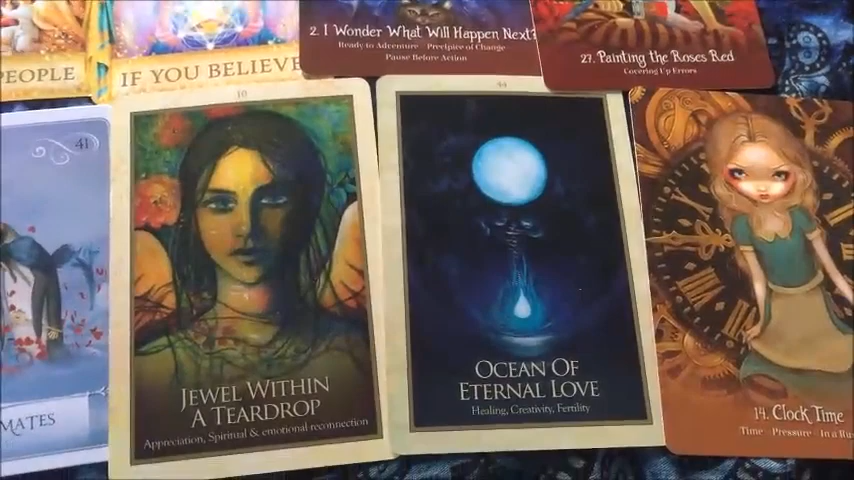 PEOPLE
IF YOU BELIEVE
2. I WONDER WHAT WILL HAPPEN NEXT?
Ready to Adventure Precipice of Change
Pause Before Action
27. PAINTING THE ROSES RED
Covering Up Errors
41
MATES
10
JEWEL WITHIN
A TEARDROP
Appreciation, Spiritual & emotional reconnection
44
OCEAN OF
ETERNAL LOVE
Healing, Creativity, Fertility
XII
14. CLOCK TIME
Time Pressure In a Hurry